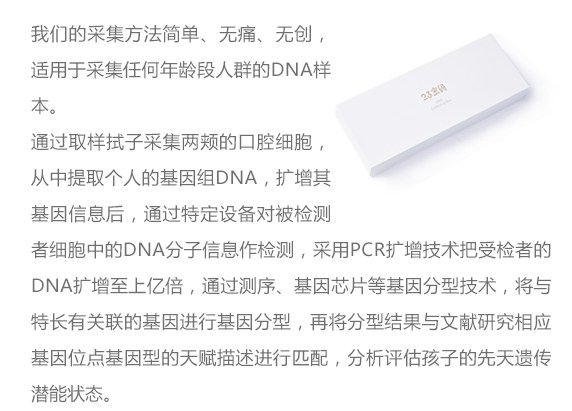 我们的采集方法简单、无痛、无创，
适用于采集任何年龄段人群的DNA样
本。
23密码
通过取样拭子采集两颊的口腔细胞，
从中提取个人的基因组DNA，扩增其
基因信息后，通过特定设备对被检测
者细胞中的DNA分子信息作检测，采用PCR扩增技术把受检者的
DNA扩增至上亿倍，通过测序、基因芯片等基因分型技术，将与
特长有关联的基因进行基因分型，再将分型结果与文献研究相应
基因位点基因型的天赋描述进行匹配，分析评估孩子的先天遗传
潜能状态。